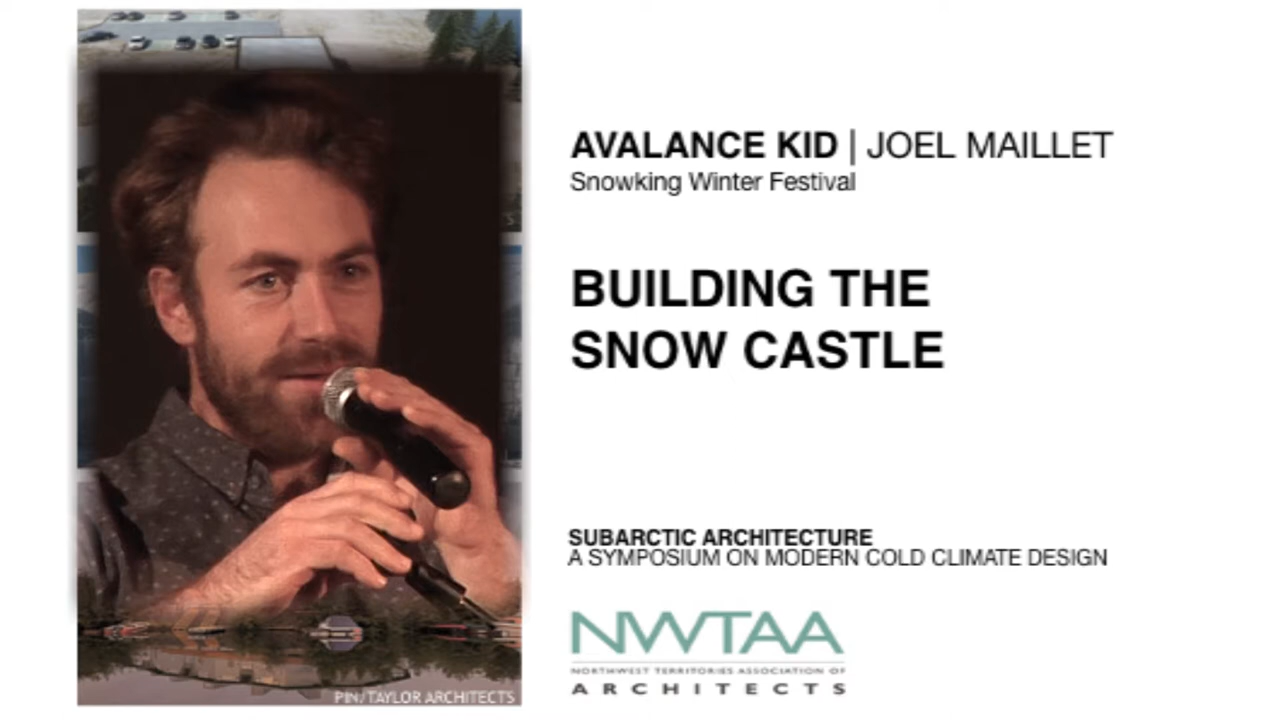 AVALANCE KID | JOEL MAILLET
Snowking Winter Festival
BUILDING THE
SNOW CASTLE
SUBARCTIC ARCHITECTURE
A SYMPOSIUM ON MODERN COLD CLIMATE DESIGN
NWTAA
NORTHWEST TERRITORIES ASSOCIATION OF
ARCHITECTS
PIN/TAYLOR ARCHITECTS